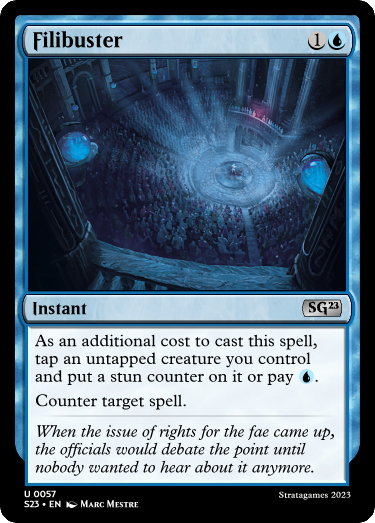 Filibuster 1
Instant SG23
As an additional cost to cast this spell,
tap an untapped creature you control
and put a stun counter on it or pay .
Counter target spell.
When the issue of rights for the fae came up,
the officials would debate the point until
nobody wanted to hear about it anymore.
U 0057
S23 • EN Marc Mestre
Stratagames 2023